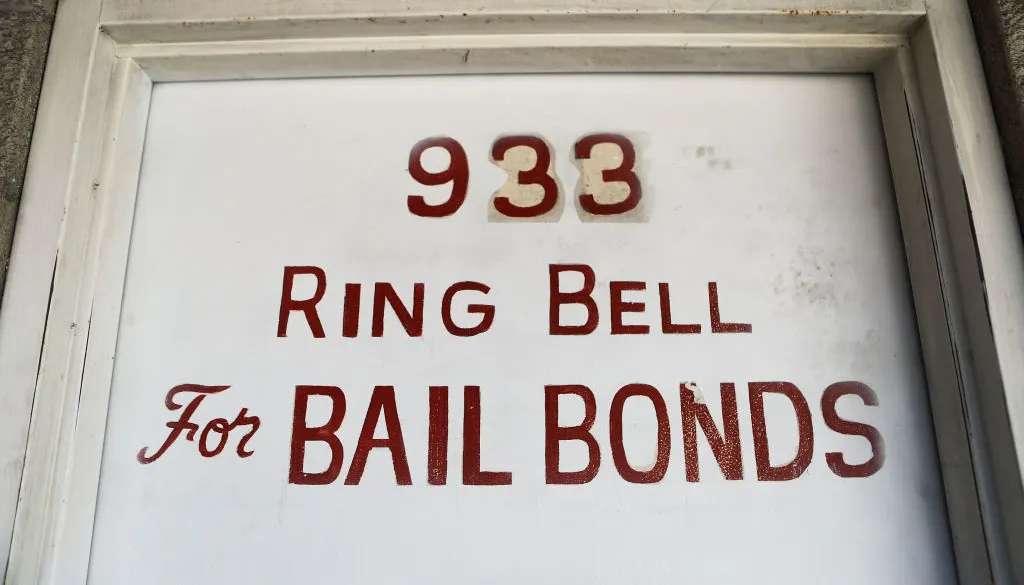 933
RING BELL
For BAIL BONDS